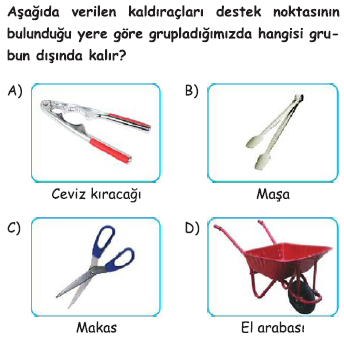 Aşağıda verilen kaldıraçları destek noktasının
bulunduğu yere göre grupladığımızda hangisi gru-
bun dışında kalır?
A)
B)
Ceviz kıracağı
Maşa
C)
D)
Makas
El arabası